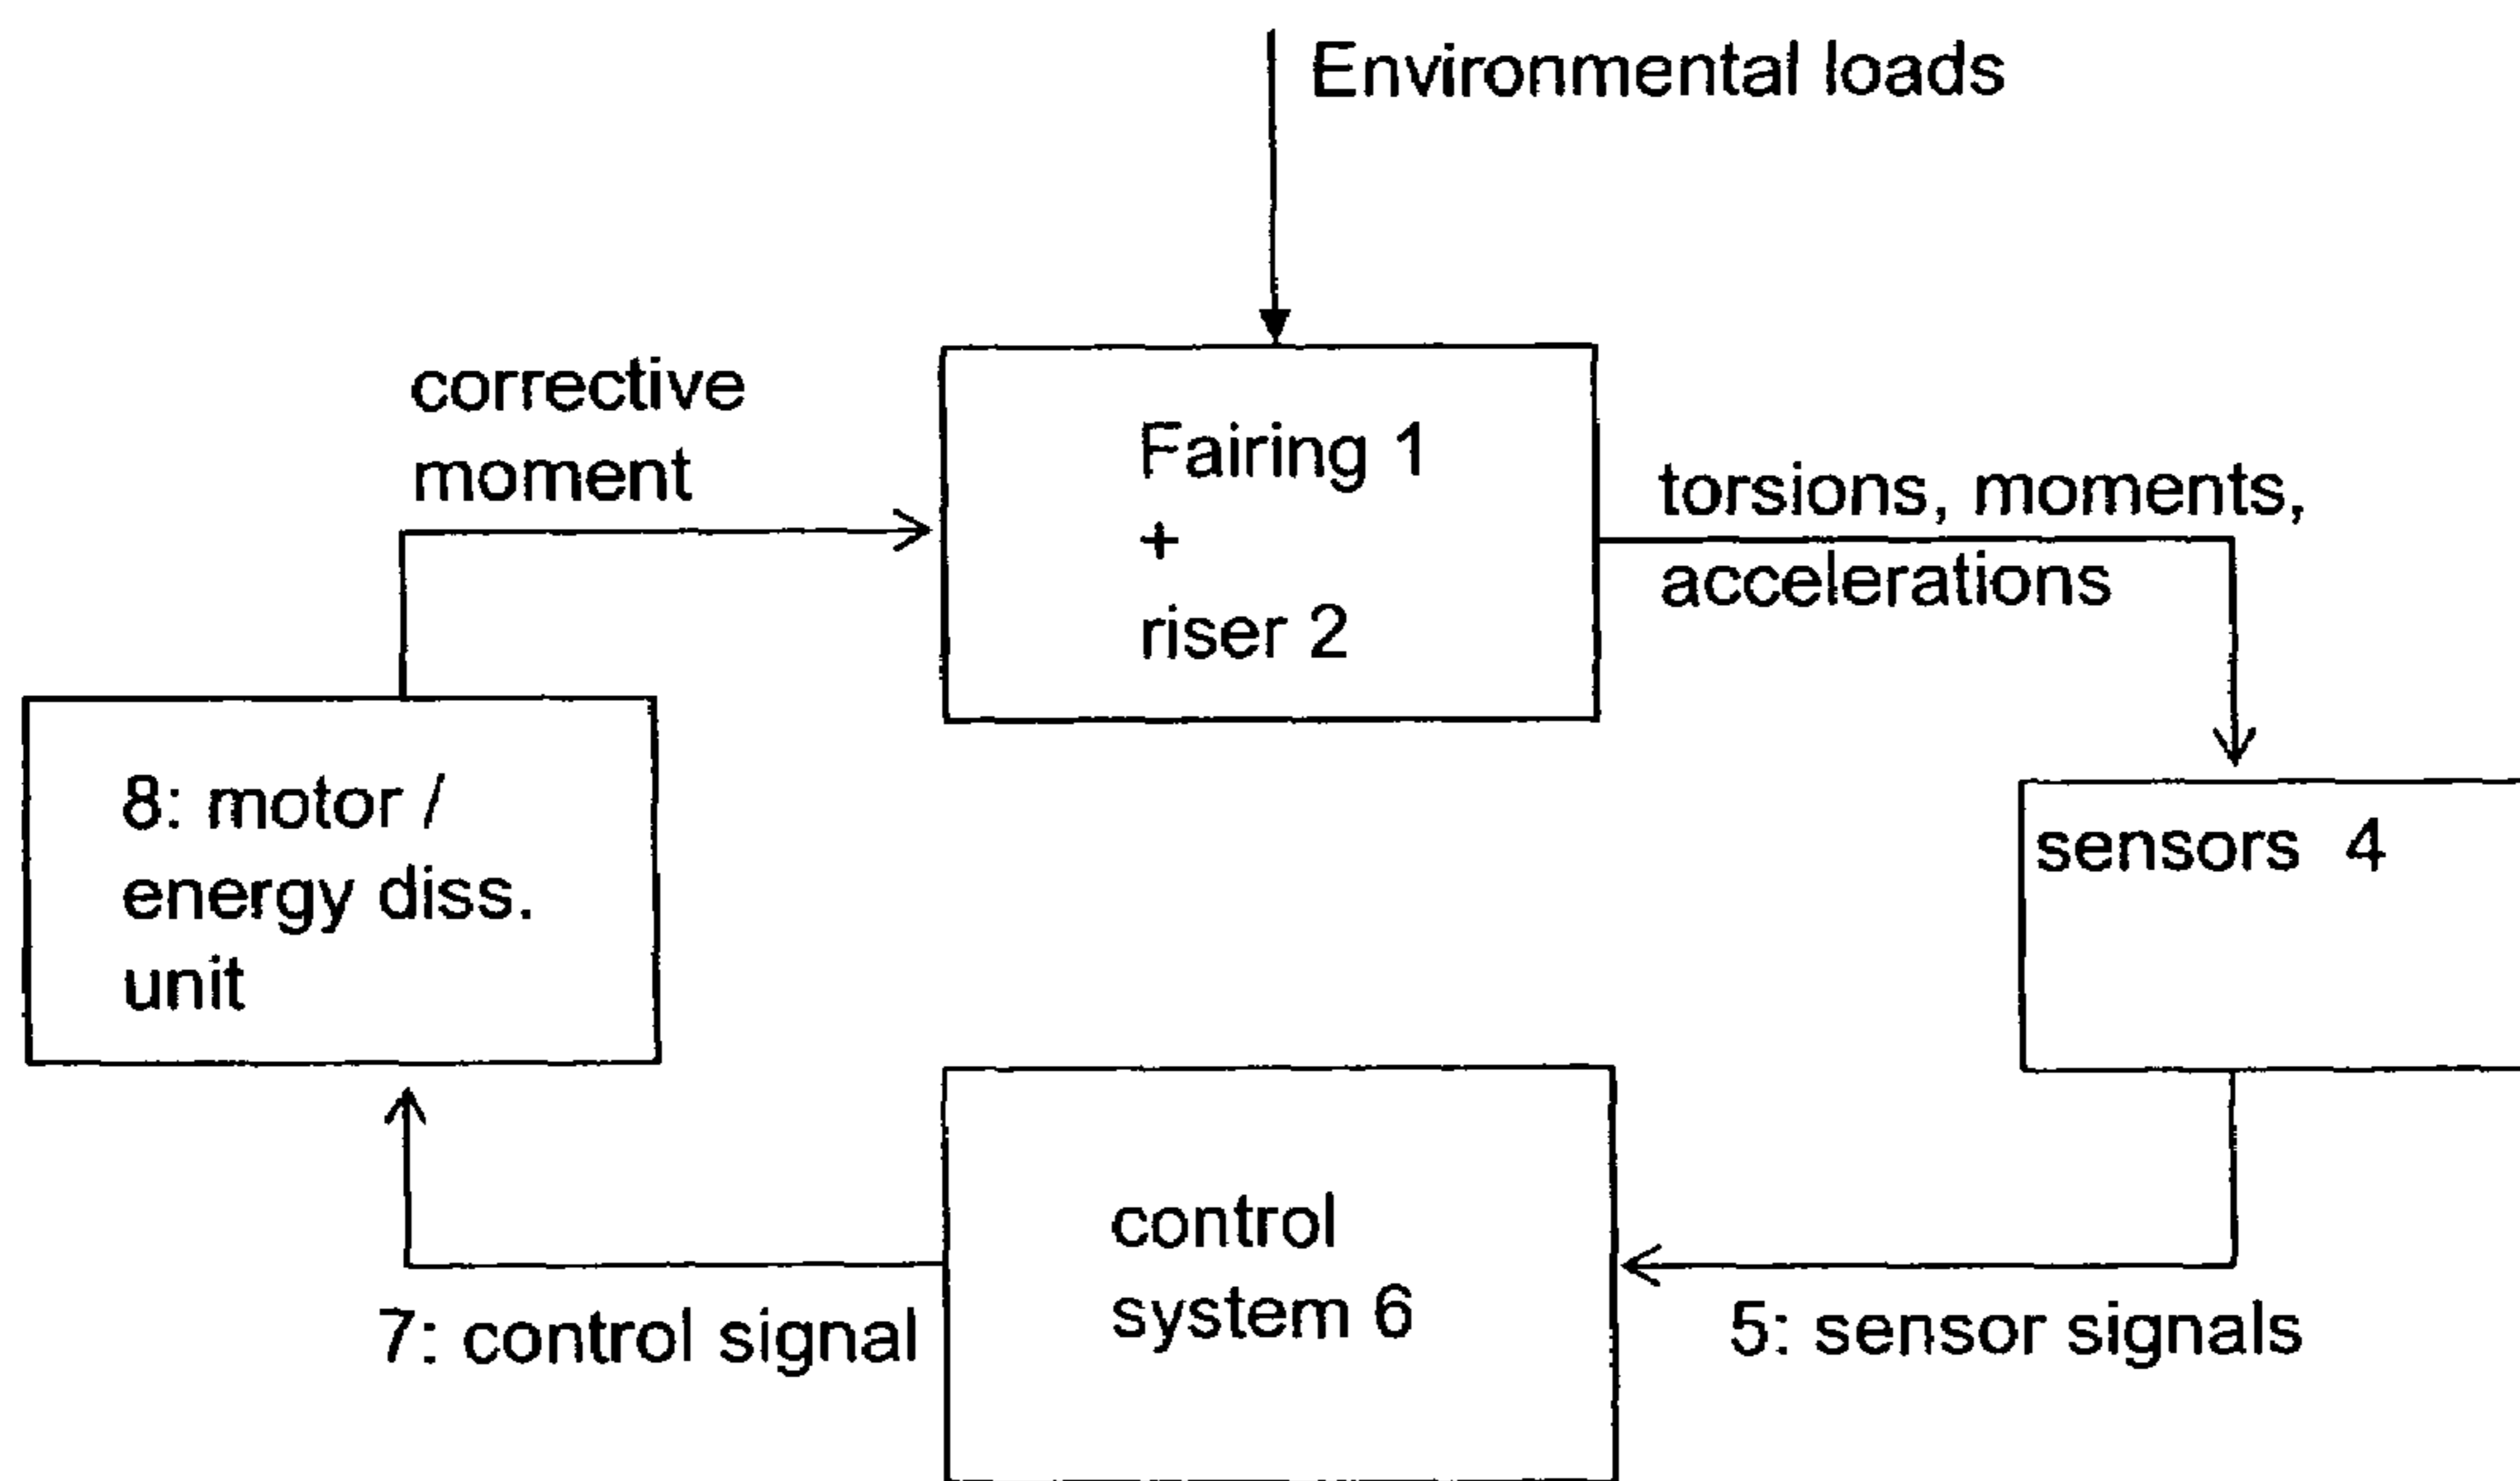 Environmental loads
corrective
moment
Fairing 1
+
riser 2
torsions, moments,
accelerations
8: motor /
energy diss.
unit
sensors 4
control
system 6
7: control signal
5: sensor signals